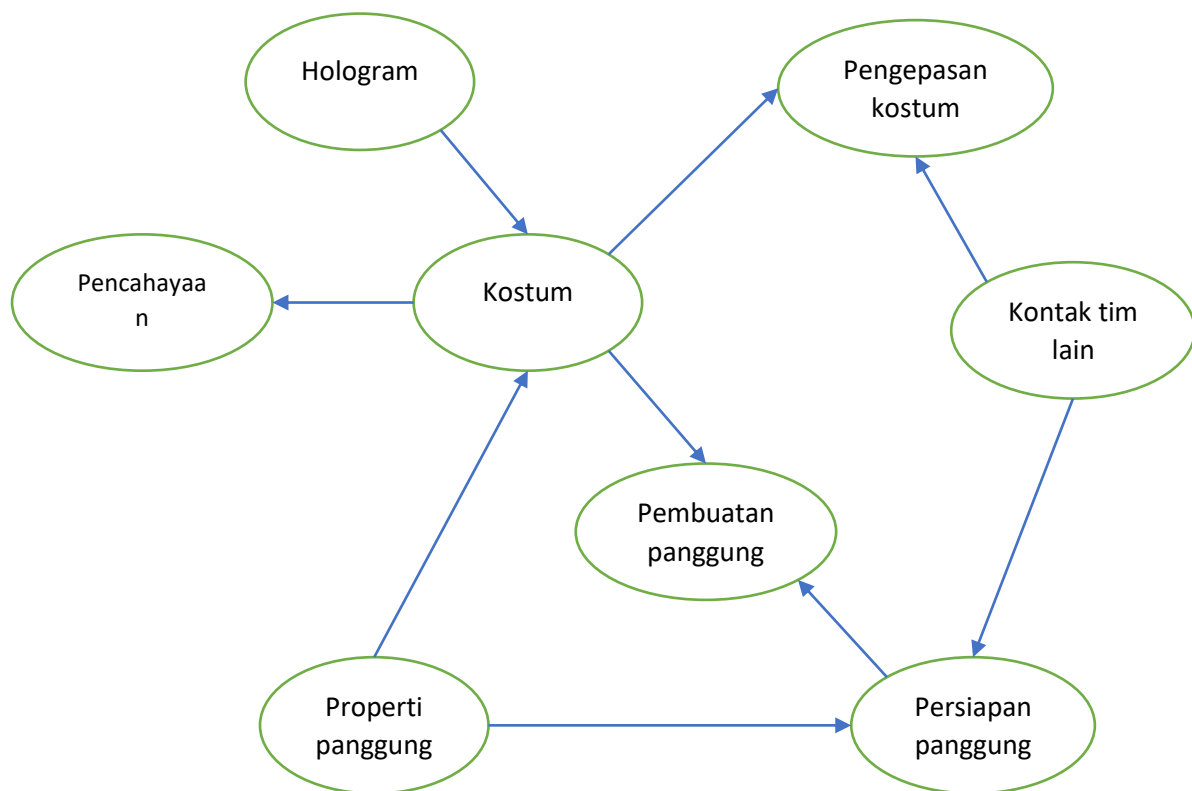 Hologram
Pengepasan
kostum
Pencahayaa
n
Kostum
Kontak tim
lain
Pembuatan
panggung
Properti
panggung
Persiapan
panggung